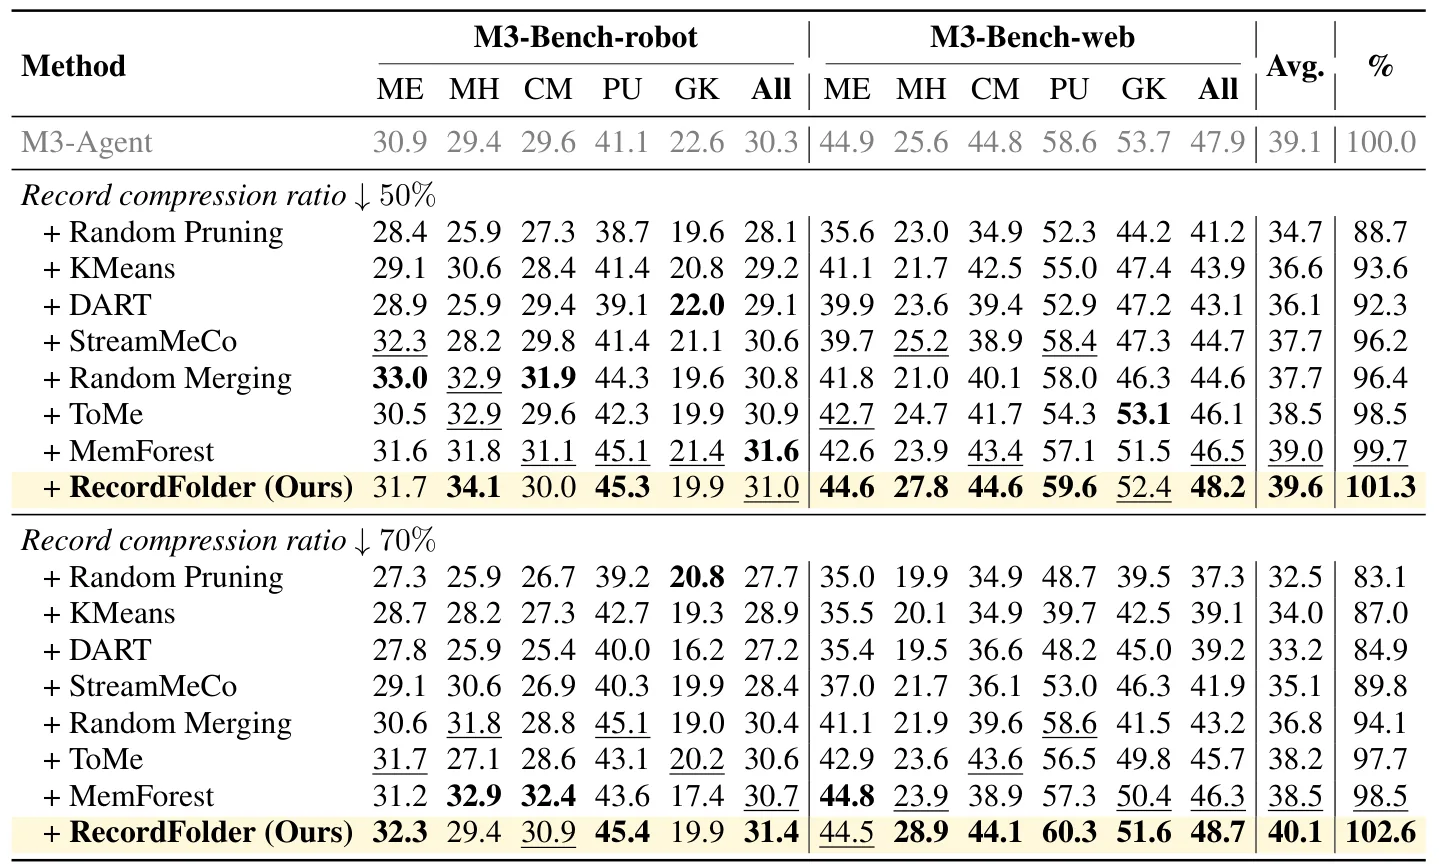 Method M3-Bench-robot M3-Bench-web Avg. %
ME MH CM PU GK All ME MH CM PU GK All
M3-Agent 30.9 29.4 29.6 41.1 22.6 30.3 44.9 25.6 44.8 58.6 53.7 47.9 39.1 100.0
Record compression ratio ↓ 50%
+ Random Pruning 28.4 25.9 27.3 38.7 19.6 28.1 35.6 23.0 34.9 52.3 44.2 41.2 34.7 88.7
+ KMeans 29.1 30.6 28.4 41.4 20.8 29.2 41.1 21.7 42.5 55.0 47.4 43.9 36.6 93.6
+ DART 28.9 25.9 29.4 39.1 22.0 29.1 39.9 23.6 39.4 52.9 47.2 43.1 36.1 92.3
+ StreamMeCo 32.3 28.2 29.8 41.4 21.1 30.6 39.7 25.2 38.9 58.4 47.3 44.7 37.7 96.2
+ Random Merging 33.0 32.9 31.9 44.3 19.6 30.8 41.8 21.0 40.1 58.0 46.3 44.6 37.7 96.4
+ ToMe 30.5 32.9 29.6 42.3 19.9 30.9 42.7 24.7 41.7 54.3 53.1 46.1 38.5 98.5
+ MemForest 31.6 31.8 31.1 45.1 21.4 31.6 42.6 23.9 43.4 57.1 51.5 46.5 39.0 99.7
+ RecordFolder (Ours) 31.7 34.1 30.0 45.3 19.9 31.0 44.6 27.8 44.6 59.6 52.4 48.2 39.6 101.3
Record compression ratio ↓ 70%
+ Random Pruning 27.3 25.9 26.7 39.2 20.8 27.7 35.0 19.9 34.9 48.7 39.5 37.3 32.5 83.1
+ KMeans 28.7 28.2 27.3 42.7 19.3 28.9 35.5 20.1 34.9 39.7 42.5 39.1 34.0 87.0
+ DART 27.8 25.9 25.4 40.0 16.2 27.2 35.4 19.5 36.6 48.2 45.0 39.2 33.2 84.9
+ StreamMeCo 29.1 30.6 26.9 40.3 19.9 28.4 37.0 21.7 36.1 53.0 46.3 41.9 35.1 89.8
+ Random Merging 30.6 31.8 28.8 45.1 19.0 30.4 41.1 21.9 39.6 58.6 41.5 43.2 36.8 94.1
+ ToMe 31.7 27.1 28.6 43.1 20.2 30.6 42.9 23.6 43.6 56.5 49.8 45.7 38.2 97.7
+ MemForest 31.2 32.9 32.4 43.6 17.4 30.7 44.8 23.9 38.9 57.3 50.4 46.3 38.5 98.5
+ RecordFolder (Ours) 32.3 29.4 30.9 45.4 19.9 31.4 44.5 28.9 44.1 60.3 51.6 48.7 40.1 102.6